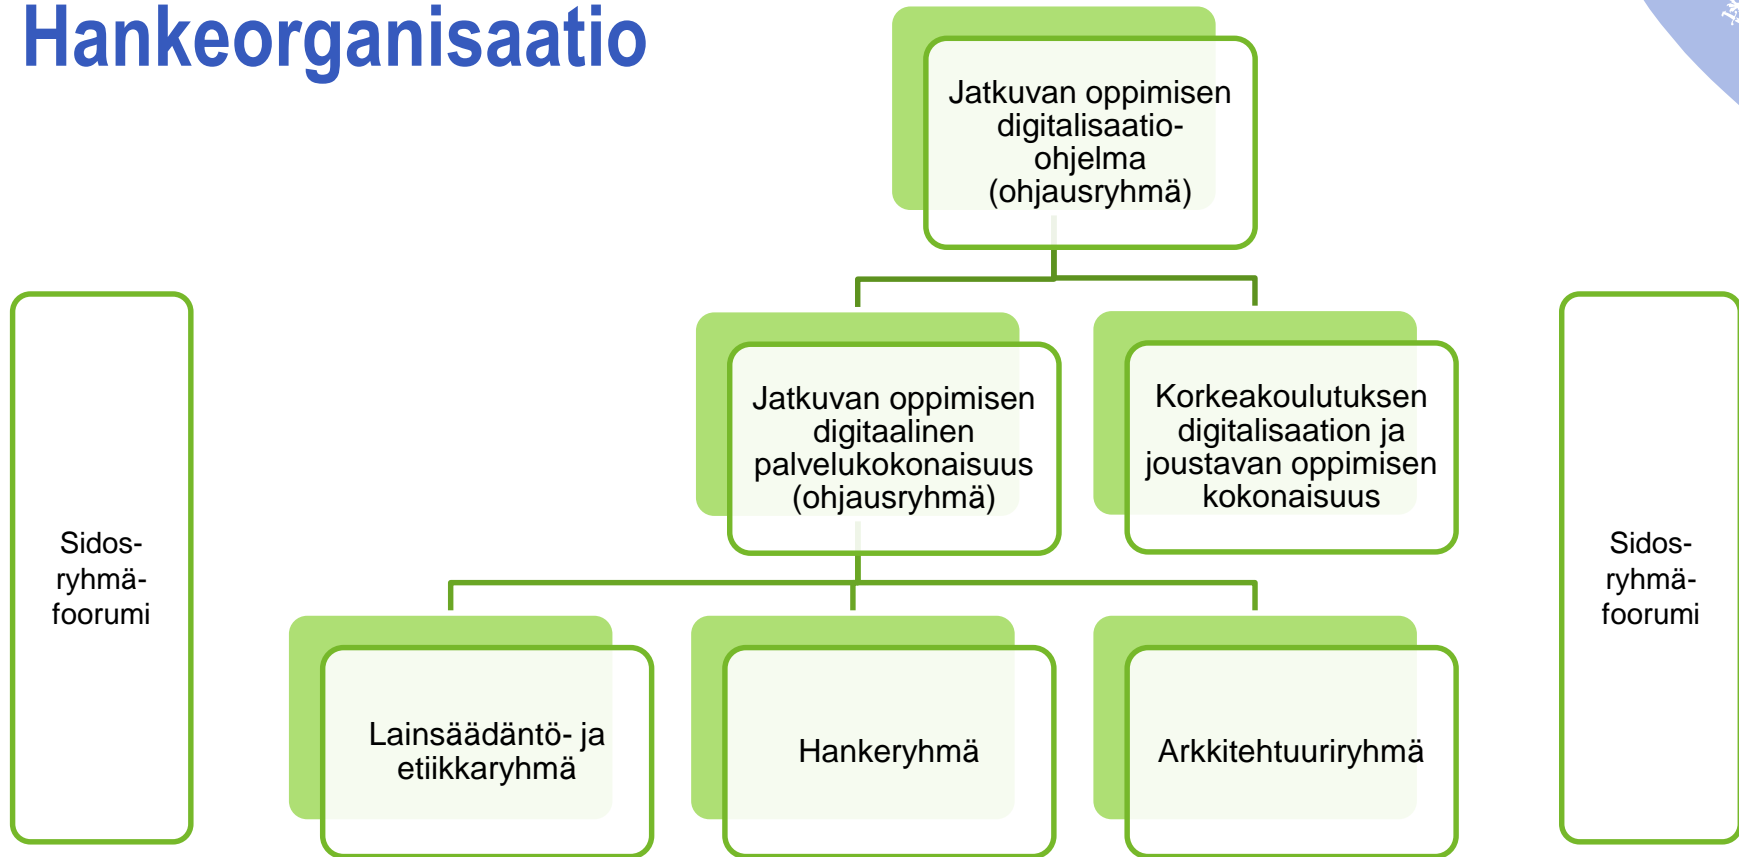 Hankeorganisaatio
Jatkuvan oppimisen
digitalisaatio-
ohjelma
(ohjausryhmä)
Jatkuvan oppimisen
digitaalinen
palvelukokonaisuus
(ohjausryhmä)
Korkeakoulutuksen
digitalisaation ja
joustavan oppimisen
kokonaisuus
Sidos-
ryhmä-
foorumi
Lainsäädäntö- ja
etiikkaryhmä
Hankeryhmä
Arkkitehtuuriryhmä
Sidos-
ryhmä-
foorumi